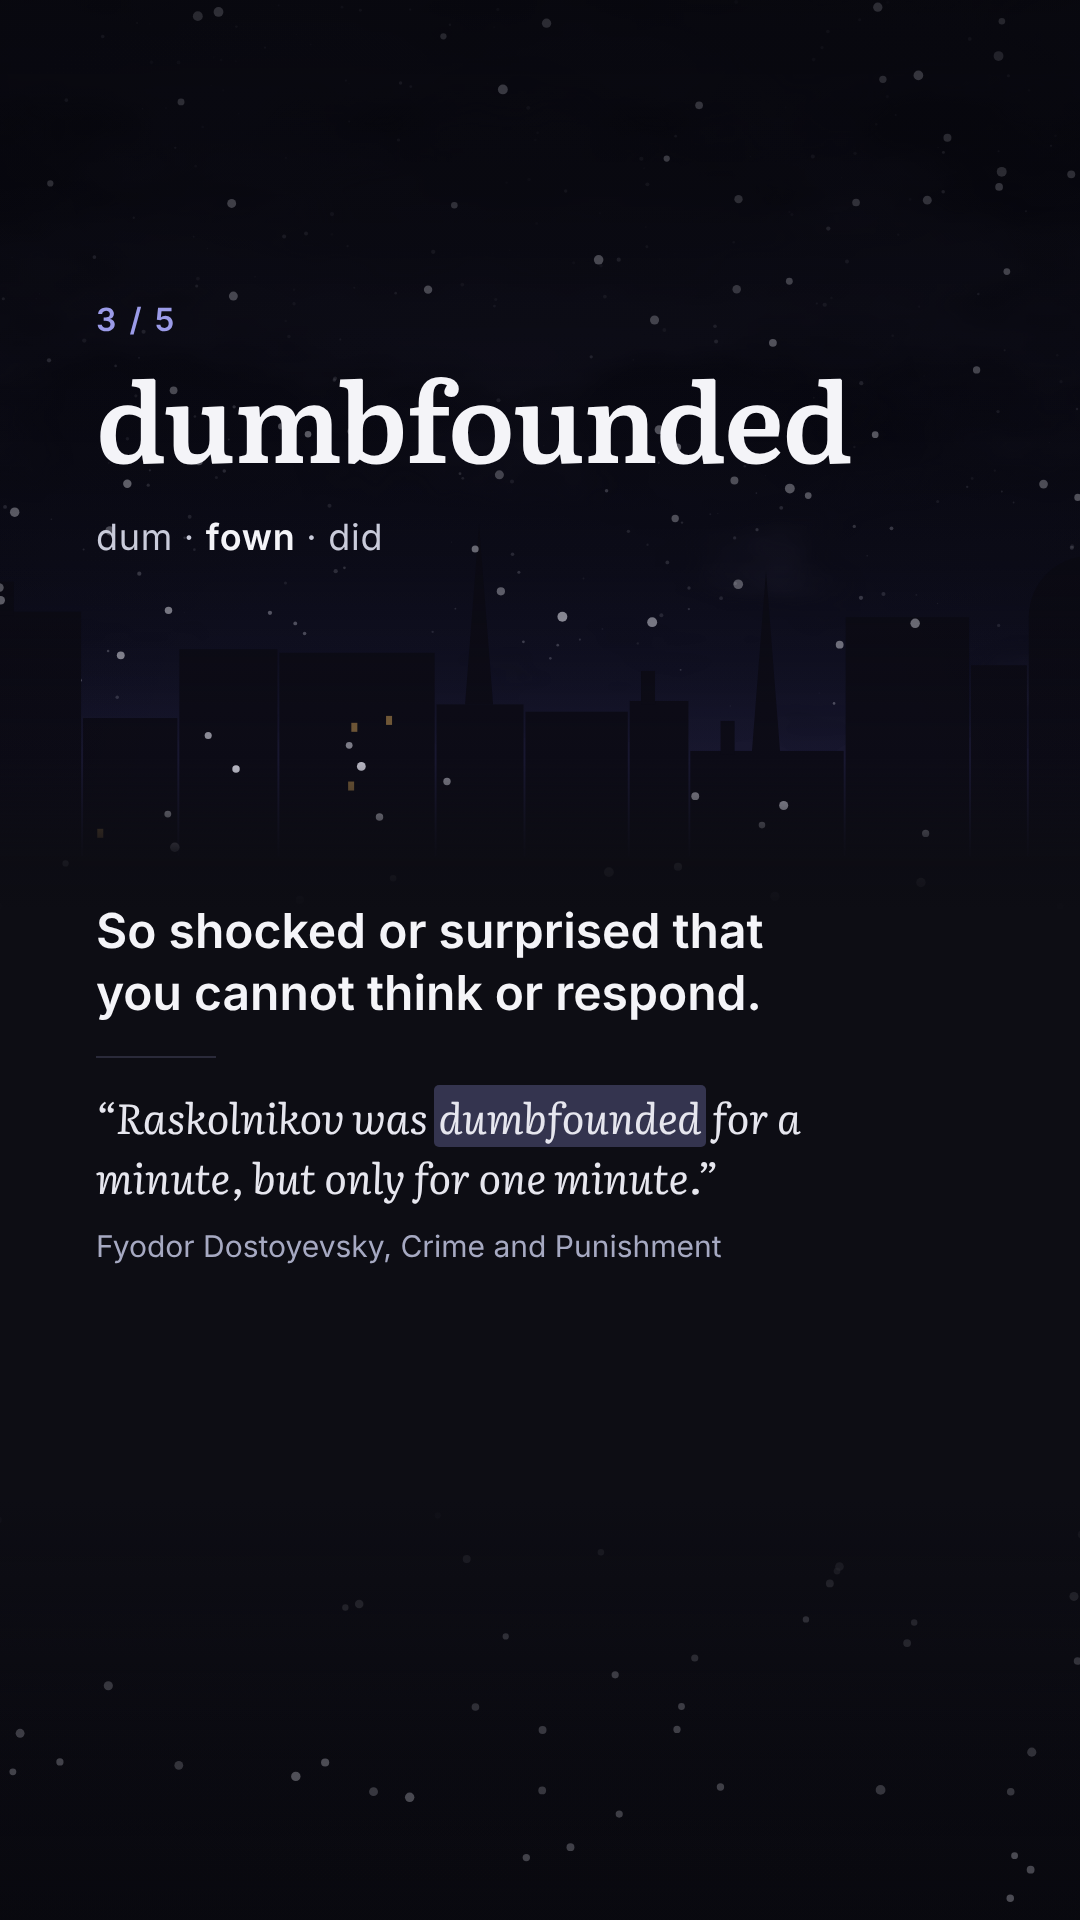 3 / 5
dumbfounded
dum · fown · did
So shocked or surprised that
you cannot think or respond.
“Raskolnikov was dumbfounded for a
minute, but only for one minute.”
Fyodor Dostoyevsky, Crime and Punishment